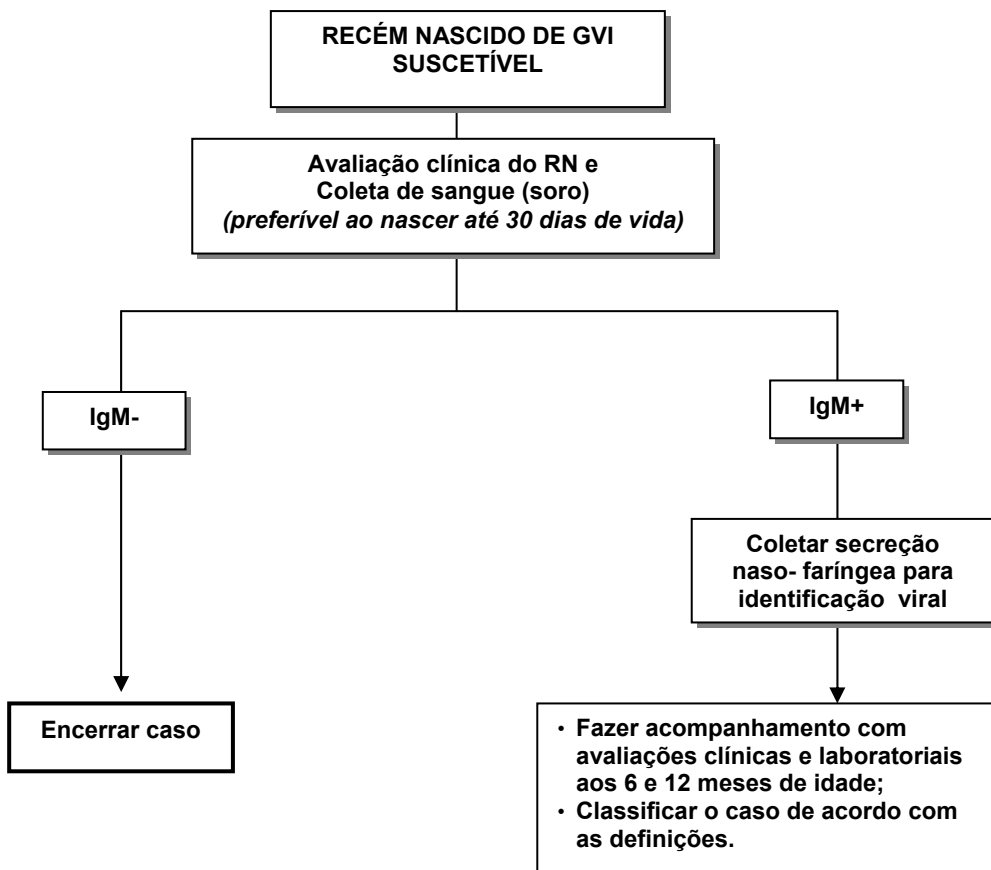 RECÉM NASCIDO DE GVI
SUSCETÍVEL
Avaliação clínica do RN e
Coleta de sangue (soro)
(preferível ao nascer até 30 dias de vida)
IgM-
IgM+
Coletar secreção
naso- faríngea para
identificação viral
Encerrar caso
· Fazer acompanhamento com
avaliações clínicas e laboratoriais
aos 6 e 12 meses de idade;
· Classificar o caso de acordo com
as definições.